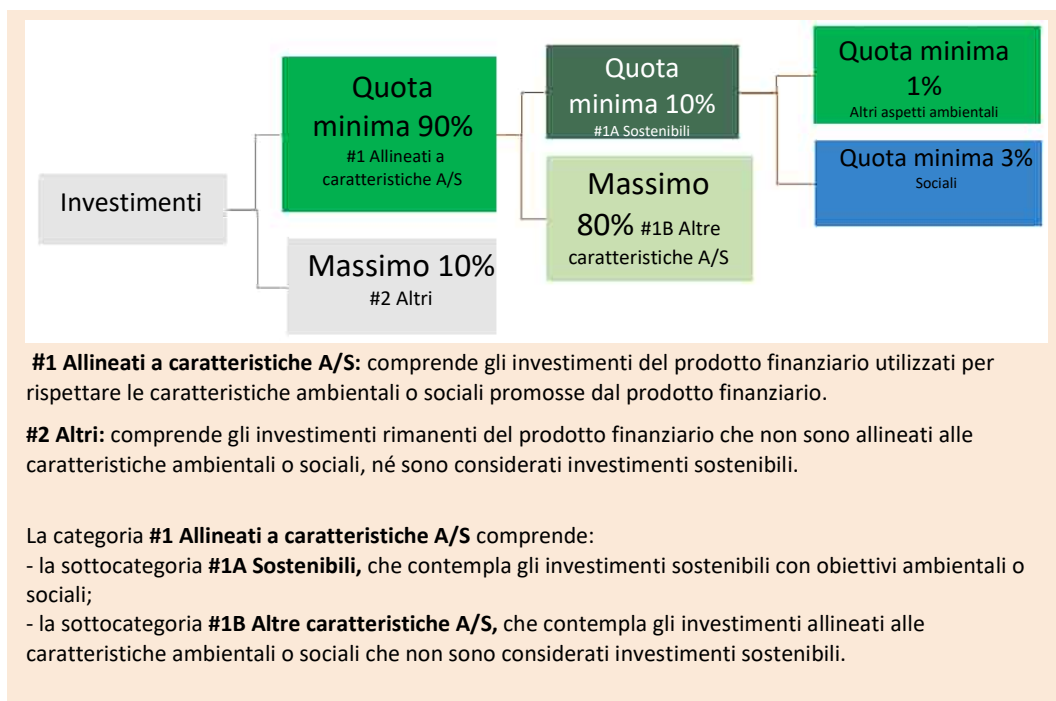 Investimenti
Quota
minima 90%
#1 Allineati a
caratteristiche A/S
Massimo 10%
#2 Altri
Quota
minima 10%
#1A Sostenibili
Massimo
80% #1B Altre
caratteristiche A/S
Quota minima
1%
Altri aspetti ambientali
Quota minima 3%
Sociali
#1 Allineati a caratteristiche A/S: comprende gli investimenti del prodotto finanziario utilizzati per
rispettare le caratteristiche ambientali o sociali promosse dal prodotto finanziario.
#2 Altri: comprende gli investimenti rimanenti del prodotto finanziario che non sono allineati alle
caratteristiche ambientali o sociali, né sono considerati investimenti sostenibili.
La categoria #1 Allineati a caratteristiche A/S comprende:
- la sottocategoria #1A Sostenibili, che contempla gli investimenti sostenibili con obiettivi ambientali o
sociali;
- la sottocategoria #1B Altre caratteristiche A/S, che contempla gli investimenti allineati alle
caratteristiche ambientali o sociali che non sono considerati investimenti sostenibili.